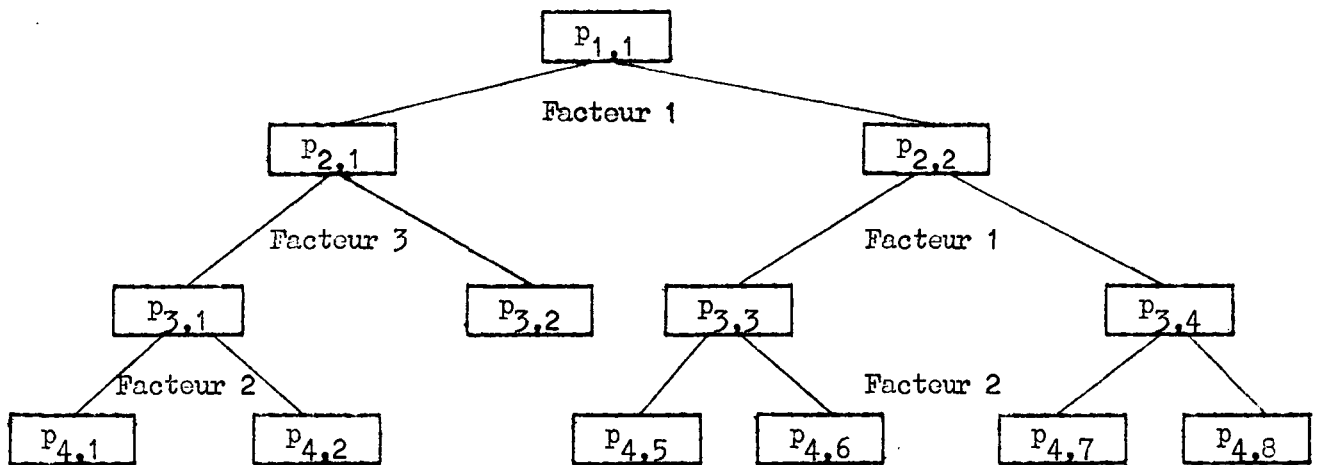 p1,1
Facteur 1
p2,1 p2,2
Facteur 3 Facteur 1
p3,1 p3,2 p3,3 p3,4
Facteur 2 Facteur 2
p4,1 p4,2 p4,5 p4,6 p4,7 p4,8